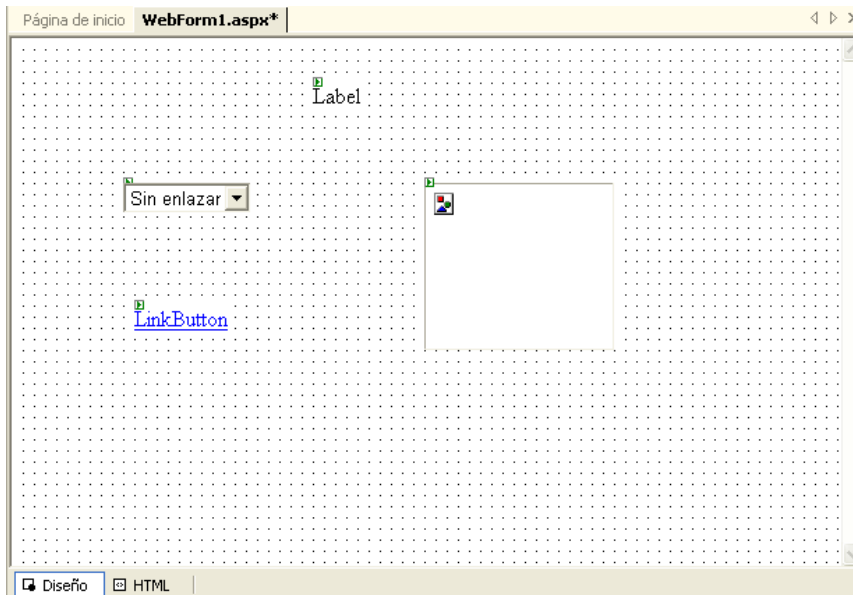 Página de inicio WebForm1.aspx*
Label
Sin enlazar
LinkButton
Diseño HTML